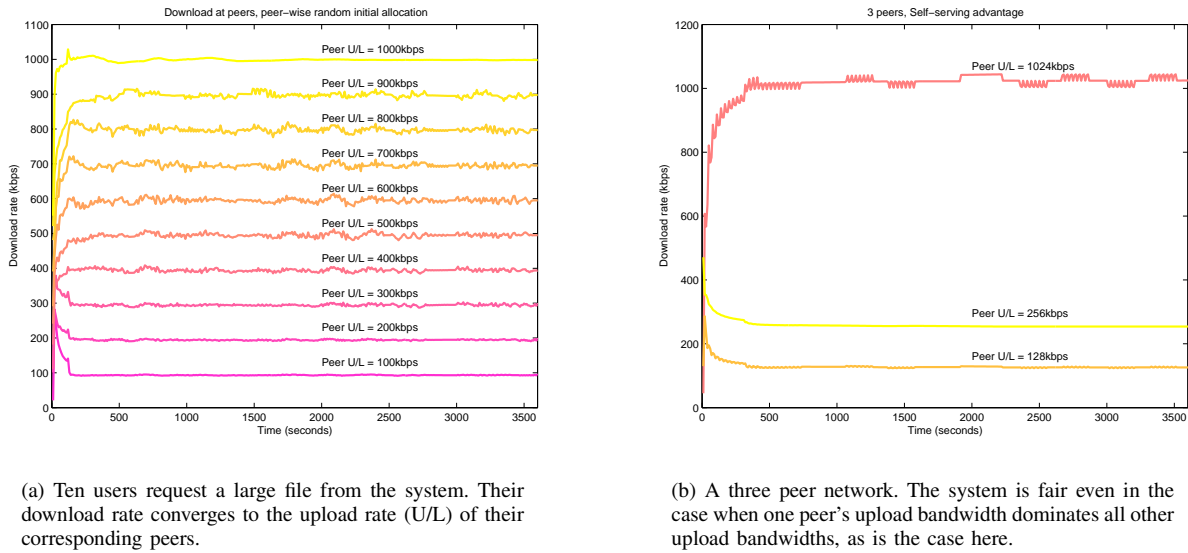 Download at peers, peer−wise random initial allocation
1100
1000
900
800
700
600
500
400
300
200
100
0
Download rate (kbps)
Peer U/L = 1000kbps
Peer U/L = 900kbps
Peer U/L = 800kbps
Peer U/L = 700kbps
Peer U/L = 600kbps
Peer U/L = 500kbps
Peer U/L = 400kbps
Peer U/L = 300kbps
Peer U/L = 200kbps
Peer U/L = 100kbps
0 500 1000 1500 2000 2500 3000 3500
Time (seconds)
(a) Ten users request a large file from the system. Their
download rate converges to the upload rate (U/L) of their
corresponding peers.
3 peers, Self−serving advantage
1200
1000
800
600
400
200
0
Download rate (kbps)
Peer U/L = 1024kbps
Peer U/L = 256kbps
Peer U/L = 128kbps
0 500 1000 1500 2000 2500 3000 3500
Time (seconds)
(b) A three peer network. The system is fair even in the
case when one peer's upload bandwidth dominates all other
upload bandwidths, as is the case here.